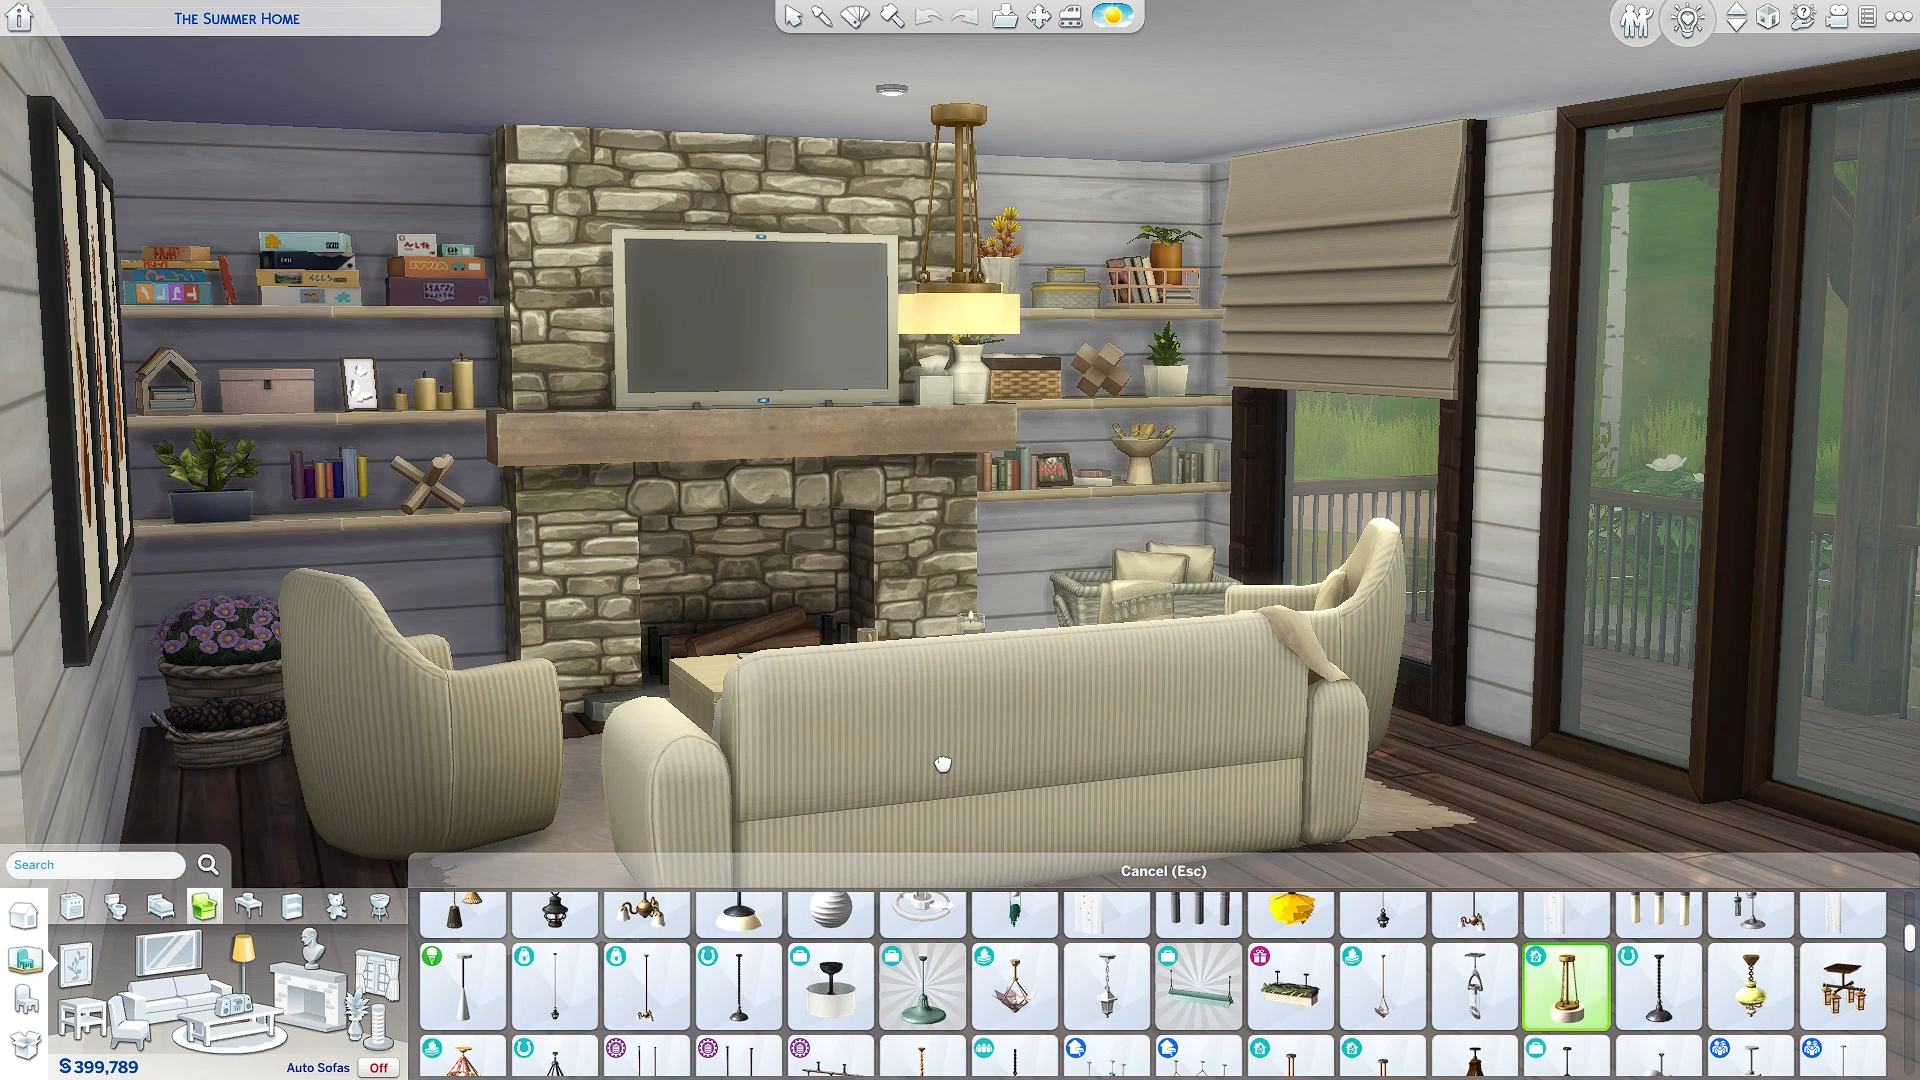 The Summer Home
Cancel (Esc)
Search
§399,789
Auto Sofas
Off